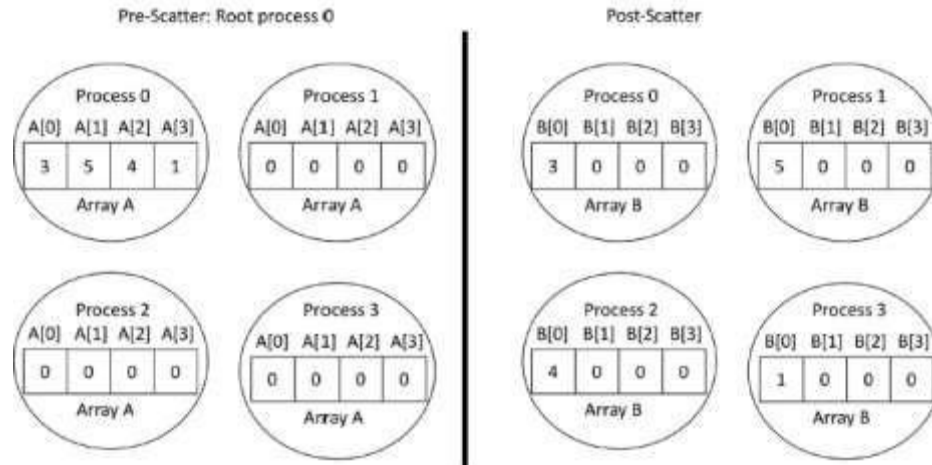 Pre-Scatter: Root process 0
Post-Scatter
Process 0
A[0] A[1] A[2] A[3]
3 5 4 1
Array A
Process 1
A[0] A[1] A[2] A[3]
0 0 0 0
Array A
Process 2
A[0] A[1] A[2] A[3]
0 0 0 0
Array A
Process 3
A[0] A[1] A[2] A[3]
0 0 0 0
Array A
Process 0
B[0] B[1] B[2] B[3]
3 0 0 0
Array B
Process 1
B[0] B[1] B[2] B[3]
5 0 0 0
Array B
Process 2
B[0] B[1] B[2] B[3]
4 0 0 0
Array B
Process 3
B[0] B[1] B[2] B[3]
1 0 0 0
Array B